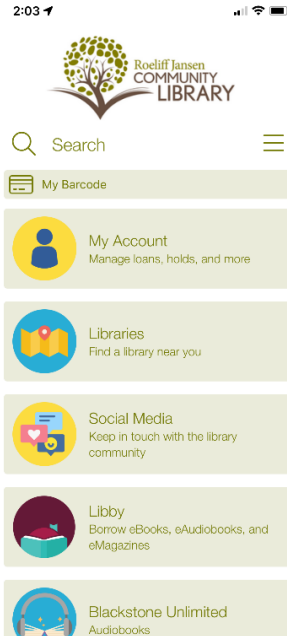 2:03
Roeliff Jansen
COMMUNITY
LIBRARY
Search
My Barcode
My Account
Manage loans, holds, and more
Libraries
Find a library near you
Social Media
Keep in touch with the library
community
Libby
Borrow eBooks, eAudiobooks, and
eMagazines
Blackstone Unlimited
Audiobooks